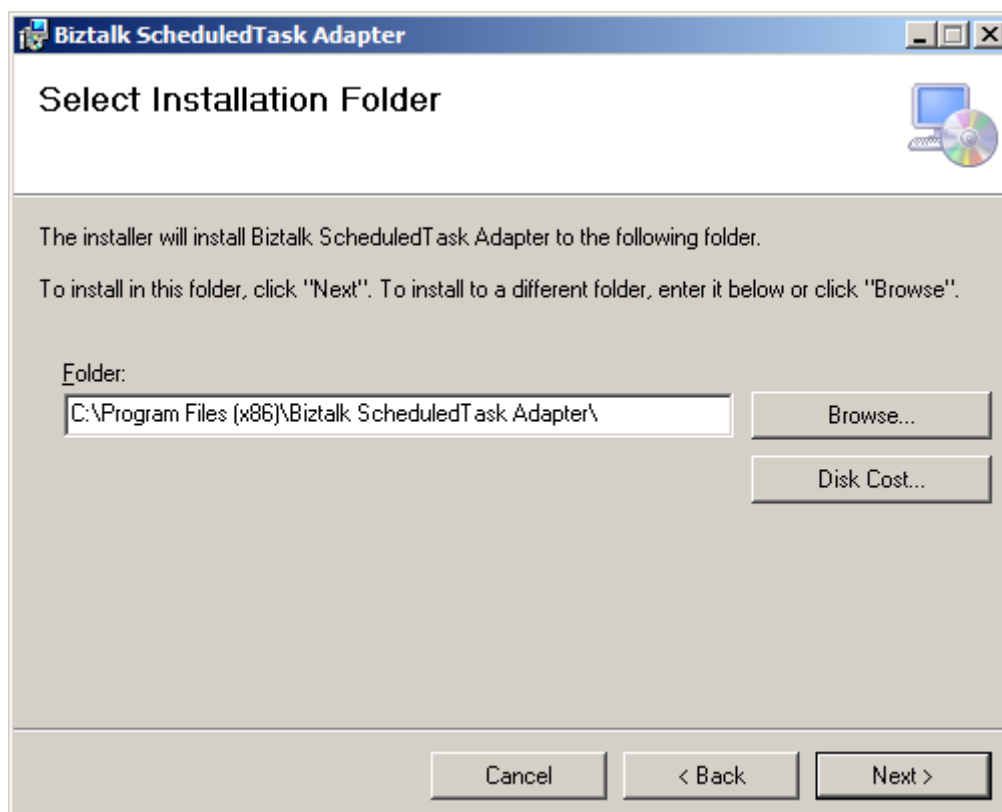 Biztalk ScheduledTask Adapter
Select Installation Folder
The installer will install Biztalk ScheduledTask Adapter to the following folder.
To install in this folder, click "Next". To install to a different folder, enter it below or click "Browse".
Folder:
C:\Program Files (x86)\Biztalk ScheduledTask Adapter\
Browse...
Disk Cost...
Cancel
< Back
Next >